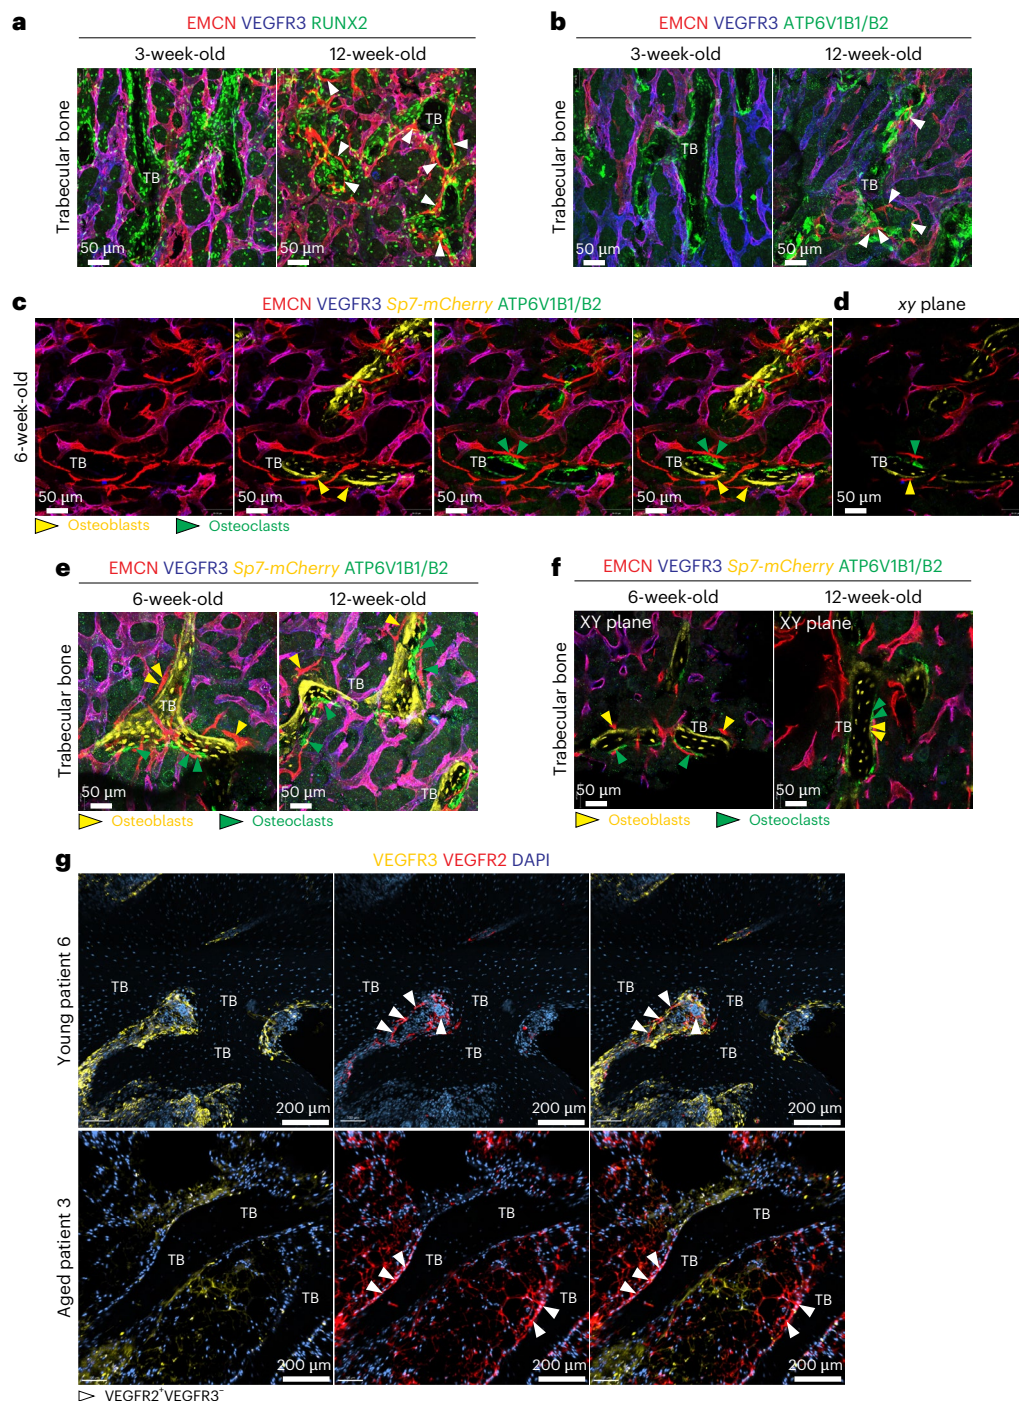 a
EMCN VEGFR3 RUNX2
3-week-old
12-week-old
Trabecular bone
TB
50 µm
TB
50 µm
b
EMCN VEGFR3 ATP6V1B1/B2
3-week-old
12-week-old
Trabecular bone
TB
50 µm
TB
50 µm
c
EMCN VEGFR3 Sp7-mCherry ATP6V1B1/B2
6-week-old
TB
50 µm
TB
50 µm
TB
50 µm
TB
50 µm
Osteoblasts
Osteoclasts
d
xy plane
TB
50 µm
e
EMCN VEGFR3 Sp7-mCherry ATP6V1B1/B2
6-week-old
12-week-old
Trabecular bone
TB
50 µm
TB
TB
50 µm
Osteoblasts
Osteoclasts
f
EMCN VEGFR3 Sp7-mCherry ATP6V1B1/B2
6-week-old
12-week-old
Trabecular bone
XY plane
TB
50 µm
XY plane
TB
50 µm
Osteoblasts
Osteoclasts
g
VEGFR3 VEGFR2 DAPI
Young patient 6
TB
TB
TB
200 µm
TB
TB
TB
200 µm
TB
TB
TB
200 µm
Aged patient 3
TB
TB
TB
200 µm
TB
TB
TB
200 µm
TB
TB
TB
200 µm
VEGFR2⁺VEGFR3⁻